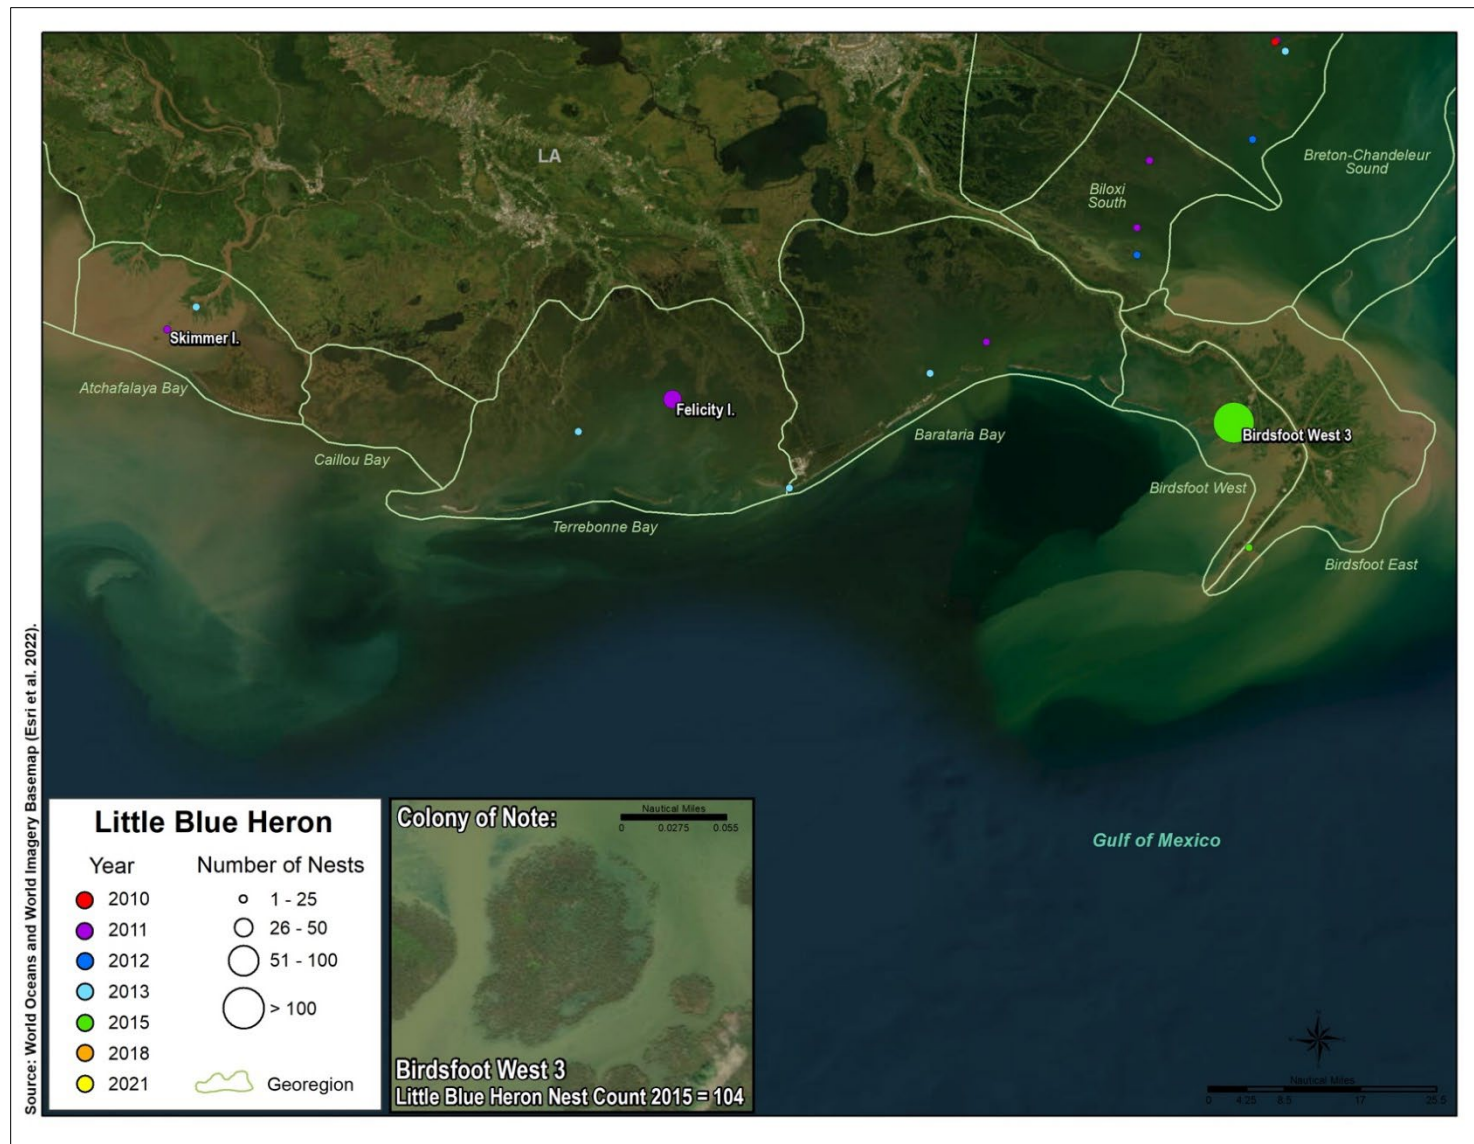 LA
Breton-Chandeleur
Sound
Biloxi
South
Skimmer I.
Atchafalaya Bay
Felicity I.
Caillou Bay
Barataria Bay
Birdsfoot West 3
Birdsfoot West
Terrebonne Bay
Birdsfoot East
Gulf of Mexico
Source: World Oceans and World Imagery Basemap (Esri et al. 2022).
Little Blue Heron
Year
2010
2011
2012
2013
2015
2018
2021
Number of Nests
1 - 25
26 - 50
51 - 100
> 100
Georegion
Colony of Note:
Nautical Miles
0 0.0275 0.055
Birdsfoot West 3
Little Blue Heron Nest Count 2015 = 104
Nautical Miles
0 4.25 8.5 17 25.5